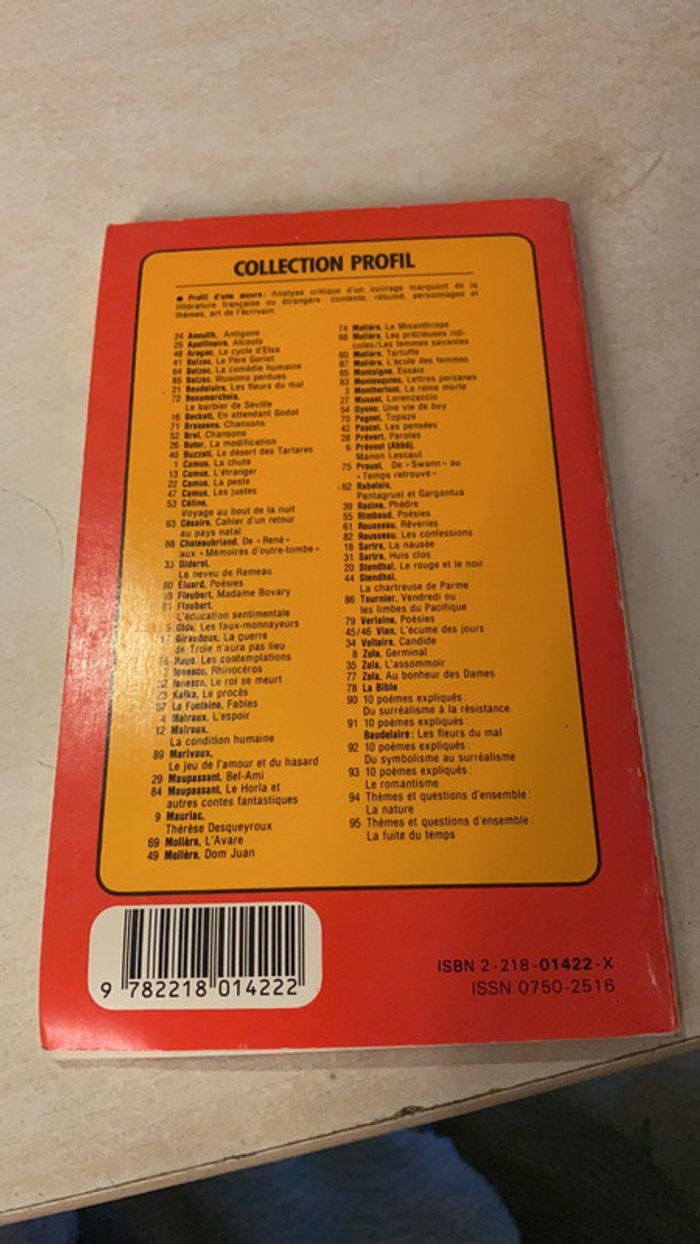 COLLECTION PROFIL
● Profil d'une œuvre : Analyse critique d'un ouvrage marquant de la
littérature française ou étrangère : contexte, résumé, personnages et
thèmes, art de l'écrivain.
24 Anouilh, Antigone
25 Apollinaire, Alcools
48 Aragon, Le cycle d'Elsa
41 Balzac, Le Père Goriot
64 Balzac, La comédie humaine
85 Balzac, Illusions perdues
21 Baudelaire, Les fleurs du mal
72 Beaumarchais,
Le barbier de Séville
16 Beckett, En attendant Godot
71 Brassens, Chansons
52 Brel, Chansons
26 Butor, La modification
40 Buzzati, Le désert des Tartares
1 Camus, La chute
13 Camus, L'étranger
22 Camus, La peste
47 Camus, Les justes
53 Céline,
Voyage au bout de la nuit
63 Césaire, Cahier d'un retour
au pays natal
88 Chateaubriand, De « René »
aux « Mémoires d'outre-tombe »
33 Diderot,
Le neveu de Rameau
80 Éluard, Poésies
19 Flaubert, Madame Bovary
81 Flaubert,
L'éducation sentimentale
5 Gide, Les faux-monnayeurs
17 Giraudoux, La guerre
de Troie n'aura pas lieu
Hugo, Les contemplations
2 Ionesco, Rhinocéros
32 Ionesco, Le roi se meurt
23 Kafka, Le procès
57 La Fontaine, Fables
4 Malraux, L'espoir
12 Malraux,
La condition humaine
89 Marivaux,
Le jeu de l'amour et du hasard
29 Maupassant, Bel-Ami
84 Maupassant, Le Horla et
autres contes fantastiques
9 Mauriac,
Thérèse Desqueyroux
69 Molière, L'Avare
49 Molière, Dom Juan
74 Molière, Le Misanthrope
66 Molière, Les précieuses ridi-
cules/Les femmes savantes
60 Molière, Tartuffe
87 Molière, L'école des femmes
65 Montaigne, Essais
83 Montesquieu, Lettres persanes
3 Montherlant, La reine morte
27 Musset, Lorenzaccio
54 Oyono, Une vie de boy
70 Pagnol, Topaze
42 Pascal, Les pensées
28 Prévert, Paroles
6 Prévost (Abbé),
Manon Lescaut
75 Proust, De « Swann » au
« Temps retrouvé »
62 Rabelais,
Pantagruel et Gargantua
39 Racine, Phèdre
55 Rimbaud, Poésies
61 Rousseau, Rêveries
82 Rousseau, Les confessions
18 Sartre, La nausée
31 Sartre, Huis clos
20 Stendhal, Le rouge et le noir
44 Stendhal,
La chartreuse de Parme
86 Tournier, Vendredi ou
les limbes du Pacifique
79 Verlaine, Poésies
45/46 Vian, L'écume des jours
34 Voltaire, Candide
8 Zola, Germinal
35 Zola, L'assommoir
77 Zola, Au bonheur des Dames
78 La Bible
90 10 poèmes expliqués :
Du surréalisme à la résistance.
91 10 poèmes expliqués :
Baudelaire : Les fleurs du mal
92 10 poèmes expliqués :
Du symbolisme au surréalisme
93 10 poèmes expliqués :
Le romantisme
94 Thèmes et questions d'ensemble :
La nature
95 Thèmes et questions d'ensemble :
La fuite du temps
9 782218 014222
ISBN 2-218-01422-X
ISSN 0750-2516